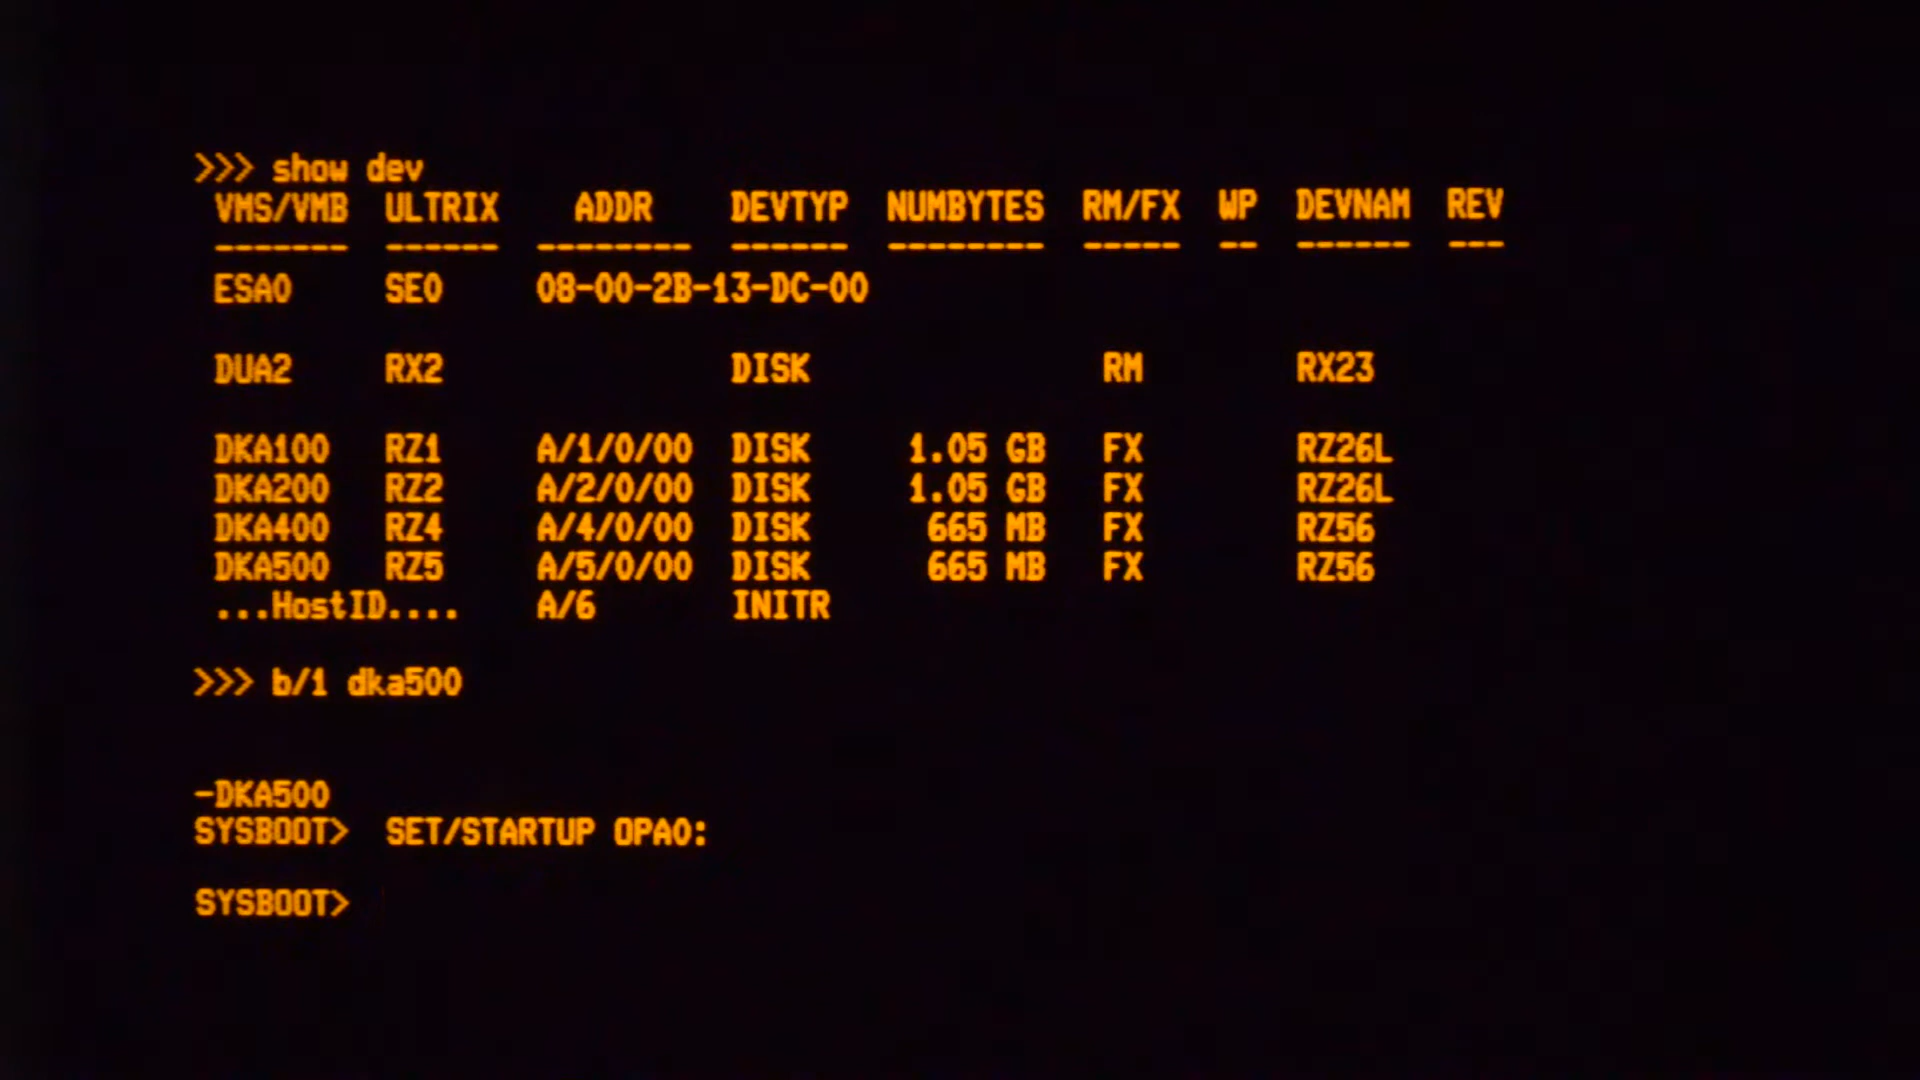 >>> show dev
VMS/VMB ULTRIX ADDR DEVTYP NUMBYTES RM/FX WP DEVNAM REV
------- ------ -------- ------ -------- ----- -- ------ ---
ESA0 SE0 08-00-2B-13-DC-00
DUA2 RX2 DISK RM RX23
DKA100 RZ1 A/1/0/00 DISK 1.05 GB FX RZ26L
DKA200 RZ2 A/2/0/00 DISK 1.05 GB FX RZ26L
DKA400 RZ4 A/4/0/00 DISK 665 MB FX RZ56
DKA500 RZ5 A/5/0/00 DISK 665 MB FX RZ56
...HostID.... A/6 INITR
>>> b/1 dka500
-DKA500
SYSBOOT> SET/STARTUP OPA0:
SYSBOOT>